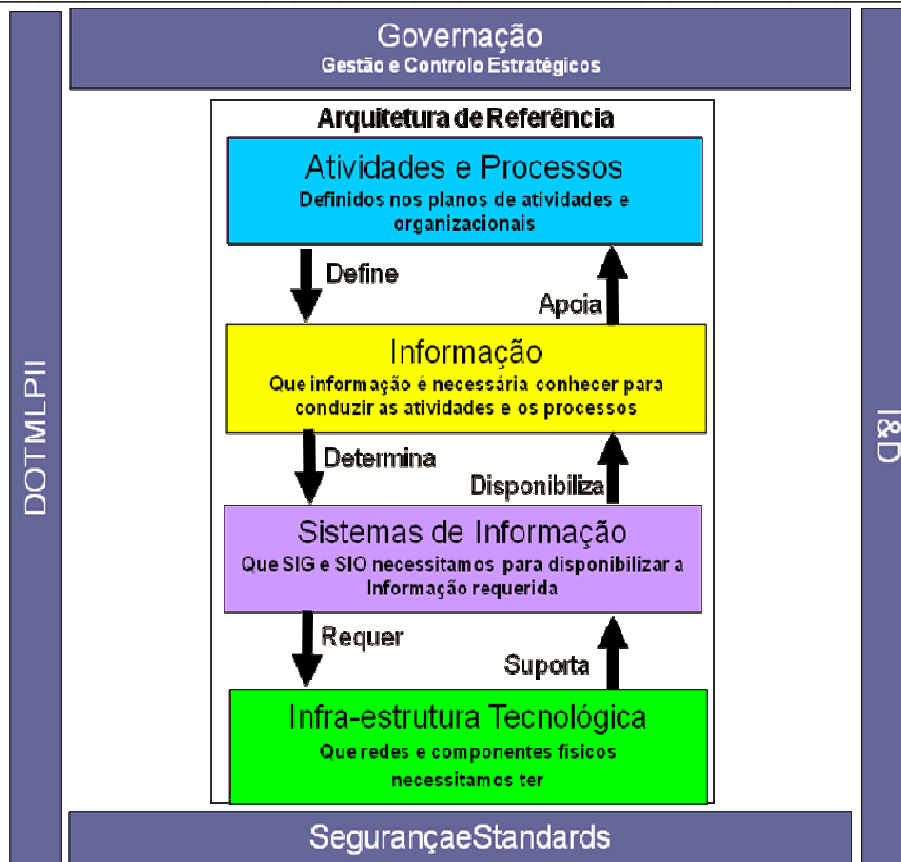 Governação
Gestão e Controlo Estratégicos
DOTMLPII
Arquitetura de Referência
Atividades e Processos
Definidos nos planos de atividades e
organizacionais
Define
Apoia
Informação
Que informação é necessária conhecer para
conduzir as atividades e os processos
Determina
Disponibiliza
Sistemas de Informação
Que SIG e SIO necessitamos para disponibilizar a
Informação requerida
Requer
Suporta
Infra-estrutura Tecnológica
Que redes e componentes físicos
necessitamos ter
I&D
SegurançaeStandards